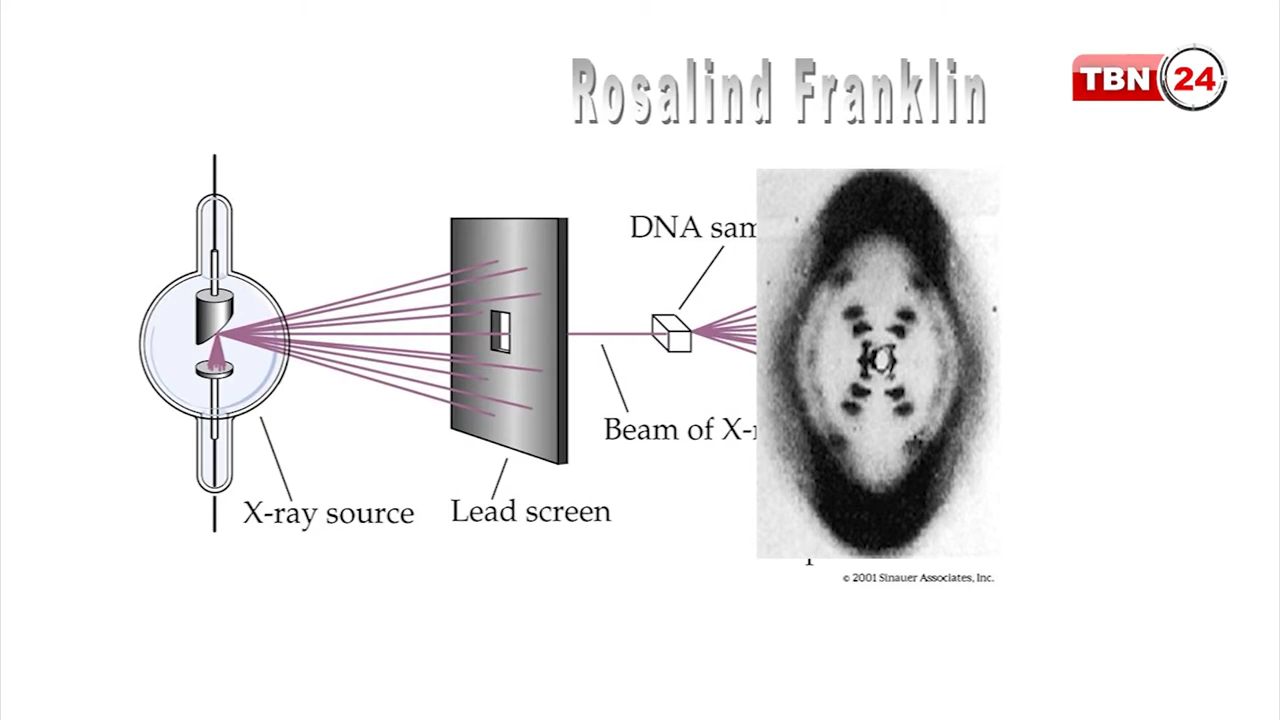 Rosalind Franklin
TBN 24
DNA sam
Beam of X-
X-ray source
Lead screen
© 2001 Sinauer Associates, Inc.